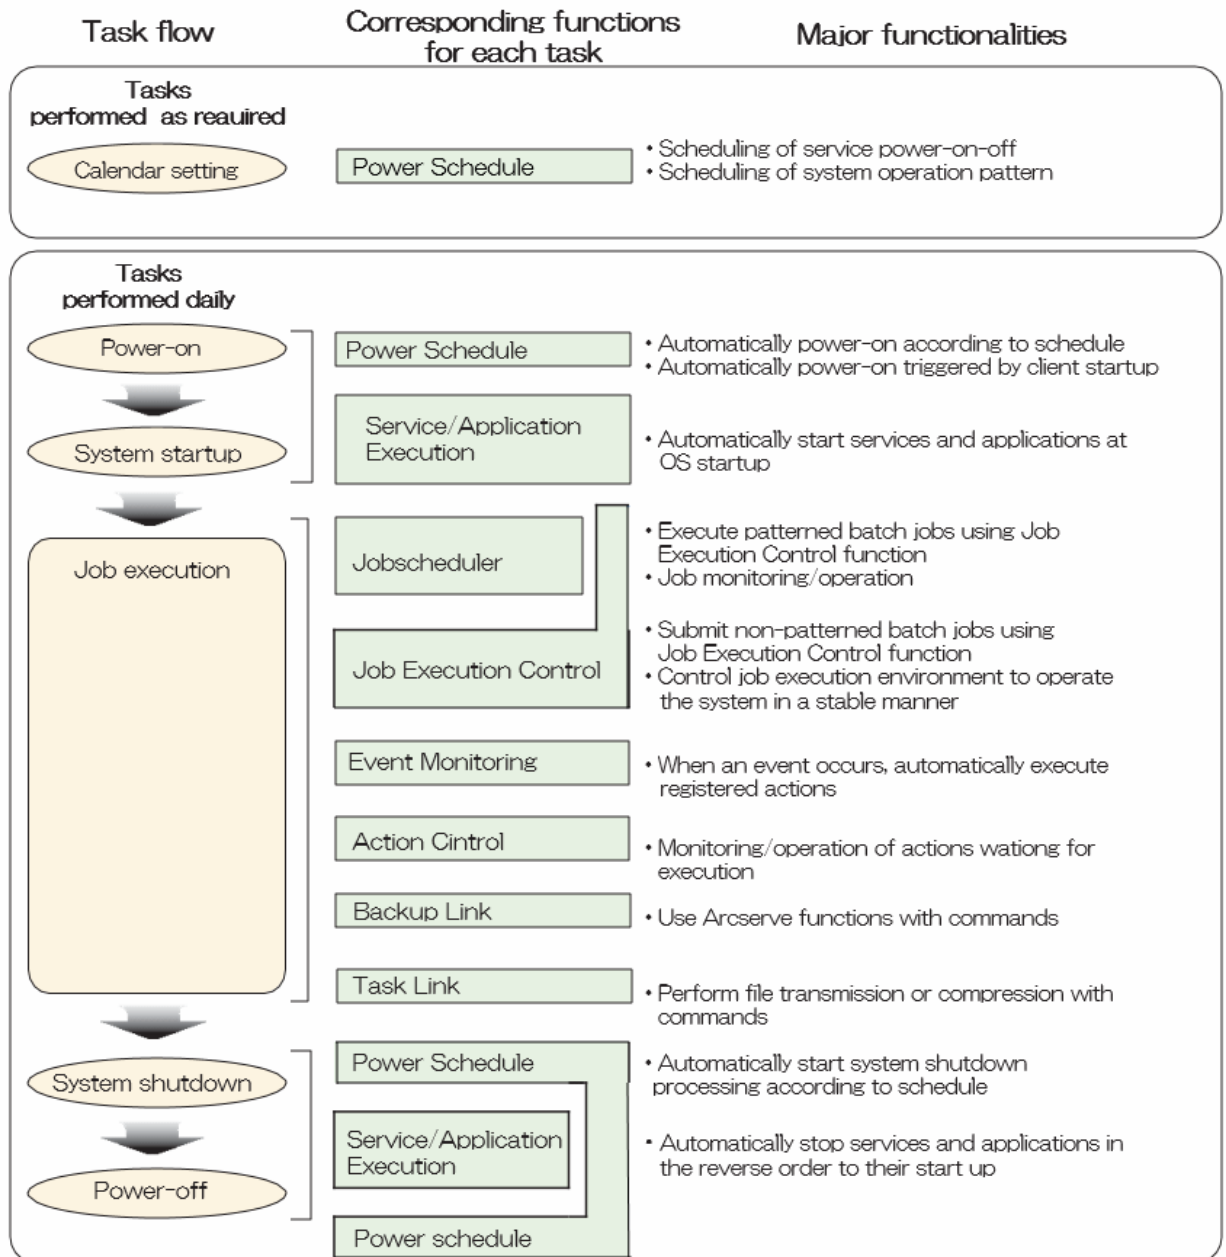 Task flow
Corresponding functions
for each task
Major functionalities
Tasks
performed as reauired
Calendar setting
Power Schedule
• Scheduling of service power-on-off
• Scheduling of system operation pattern
Tasks
performed daily
Power-on
Power Schedule
• Automatically power-on according to schedule
• Automatically power-on triggered by client startup
System startup
Service/Application
Execution
• Automatically start services and applications at
OS startup
Job execution
Jobscheduler
• Execute patterned batch jobs using Job
Execution Control function
• Job monitoring/operation
Job Execution Control
• Submit non-patterned batch jobs using
Job Execution Control function
• Control job execution environment to operate
the system in a stable manner
Event Monitoring
• When an event occurs, automatically execute
registered actions
Action Cintrol
• Monitoring/operation of actions wationg for
execution
Backup Link
• Use Arcserve functions with commands
Task Link
• Perform file transmission or compression with
commands
System shutdown
Power Schedule
• Automatically start system shutdown
processing according to schedule
Service/Application
Execution
• Automatically stop services and applications in
the reverse order to their start up
Power-off
Power schedule